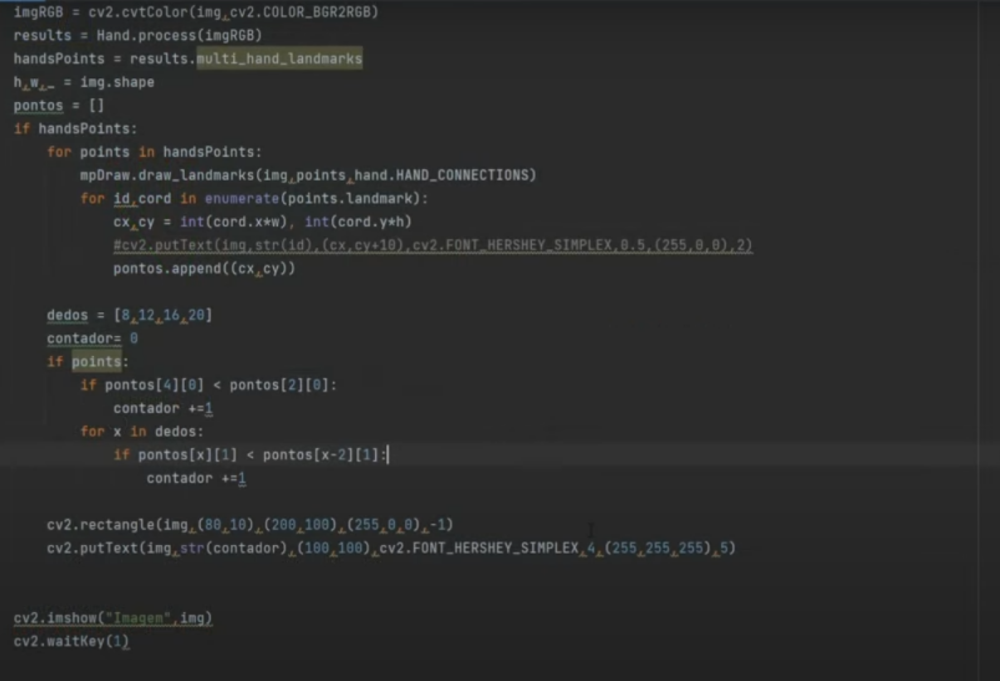 imgRGB = cv2.cvtColor(img,cv2.COLOR_BGR2RGB)
results = Hand.process(imgRGB)
handsPoints = results.multi_hand_landmarks
h,w,_ = img.shape
pontos = []
if handsPoints:
    for points in handsPoints:
        mpDraw.draw_landmarks(img,points,hand.HAND_CONNECTIONS)
        for id,cord in enumerate(points.landmark):
            cx,cy = int(cord.x*w), int(cord.y*h)
            #cv2.putText(img,str(id),(cx,cy+10),cv2.FONT_HERSHEY_SIMPLEX,0.5,(255,0,0),2)
            pontos.append((cx,cy))
    dedos = [8,12,16,20]
    contador= 0
    if points:
        if pontos[4][0] < pontos[2][0]:
            contador +=1
        for x in dedos:
            if pontos[x][1] < pontos[x-2][1]:
                contador +=1
    cv2.rectangle(img,(80,10),(200,100),(255,0,0),-1)
    cv2.putText(img,str(contador),(100,100),cv2.FONT_HERSHEY_SIMPLEX,4,(255,255,255),5)
cv2.imshow("Imagem",img)
cv2.waitKey(1)